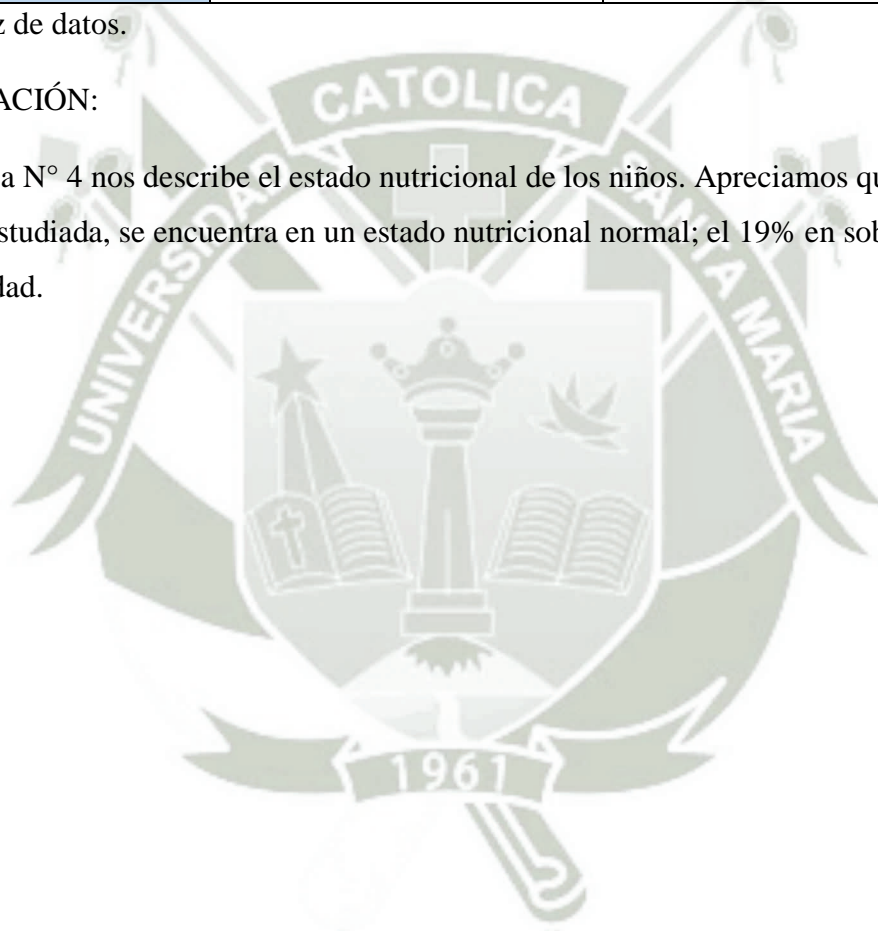 z de datos.
ACIÓN:
a N° 4 nos describe el estado nutricional de los niños. Apreciamos qu
studiada, se encuentra en un estado nutricional normal; el 19% en sob
dad.
UNIVERSIDAD CATOLICA SANTA MARIA
1961